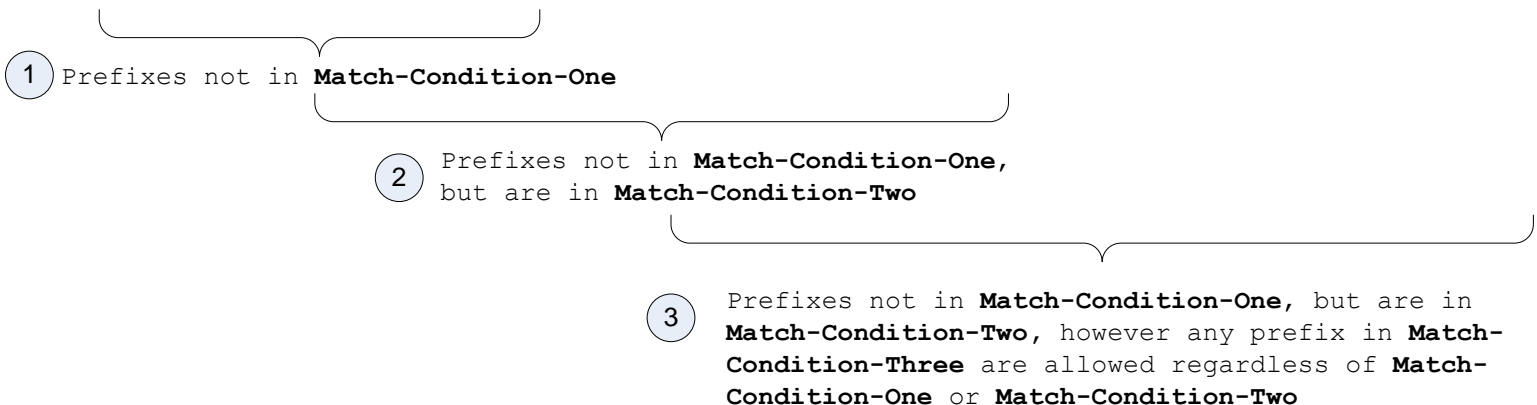 1 Prefixes not in Match-Condition-One
2 Prefixes not in Match-Condition-One,
but are in Match-Condition-Two
3 Prefixes not in Match-Condition-One, but are in
Match-Condition-Two, however any prefix in Match-
Condition-Three are allowed regardless of Match-
Condition-One or Match-Condition-Two